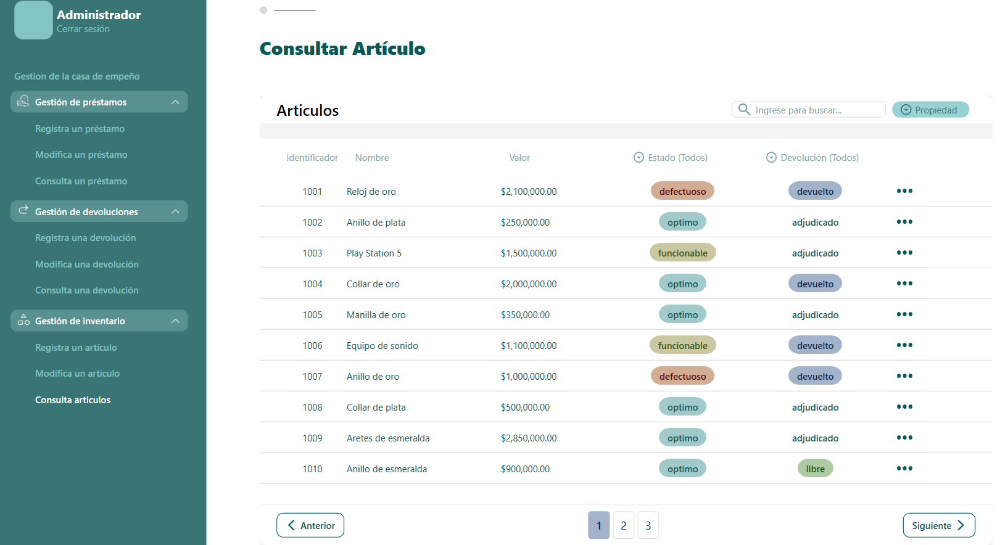 Administrador
Cerrar sesión
Gestion de la casa de empeño
Gestión de préstamos
Registra un préstamo
Modifica un préstamo
Consulta un préstamo
Gestión de devoluciones
Registra una devolución
Modifica una devolución
Consulta una devolución
Gestión de inventario
Registra un artículo
Modifica un articulo
Consulta articulos
Consultar Artículo
Articulos
Ingrese para buscar...
Propiedad
Identificador Nombre Valor Estado (Todos) Devolución (Todos)
1001 Reloj de oro $2,100,000.00 defectuoso devuelto
1002 Anillo de plata $250,000.00 optimo adjudicado
1003 Play Station 5 $1,500,000.00 funcionable adjudicado
1004 Collar de oro $2,000,000.00 optimo devuelto
1005 Manilla de oro $350,000.00 optimo adjudicado
1006 Equipo de sonido $1,100,000.00 funcionable devuelto
1007 Anillo de oro $1,000,000.00 defectuoso devuelto
1008 Collar de plata $500,000.00 optimo adjudicado
1009 Aretes de esmeralda $2,850,000.00 optimo adjudicado
1010 Anillo de esmeralda $900,000.00 optimo libre
Anterior 1 2 3 Siguiente